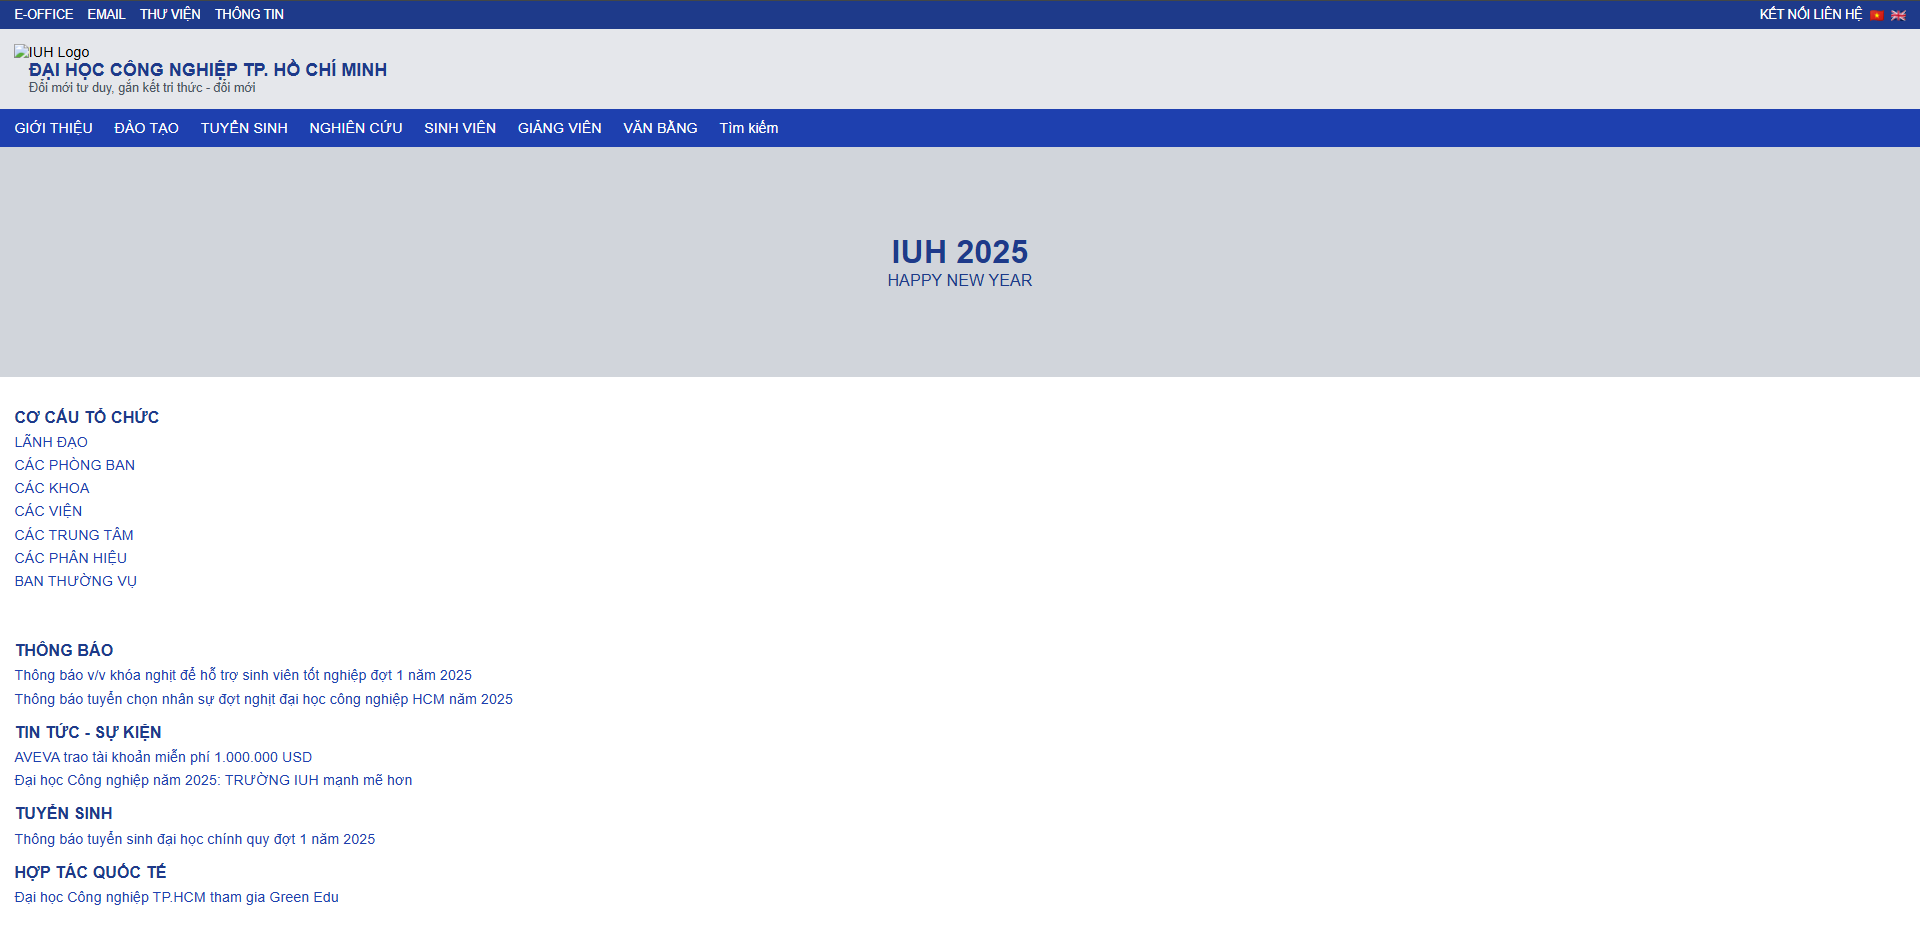 E-OFFICE EMAIL THƯ VIỆN THÔNG TIN KẾT NỐI LIÊN HỆ
IUH Logo
ĐẠI HỌC CÔNG NGHIỆP TP. HỒ CHÍ MINH
Đổi mới tư duy, gắn kết tri thức - đổi mới
GIỚI THIỆU ĐÀO TẠO TUYỂN SINH NGHIÊN CỨU SINH VIÊN GIẢNG VIÊN VĂN BẰNG Tìm kiếm
IUH 2025
HAPPY NEW YEAR
CƠ CẤU TỔ CHỨC
LÃNH ĐẠO
CÁC PHÒNG BAN
CÁC KHOA
CÁC VIỆN
CÁC TRUNG TÂM
CÁC PHÂN HIỆU
BAN THƯỜNG VỤ
THÔNG BÁO
Thông báo v/v khóa nghịt để hỗ trợ sinh viên tốt nghiệp đợt 1 năm 2025
Thông báo tuyển chọn nhân sự đợt nghịt đại học công nghiệp HCM năm 2025
TIN TỨC - SỰ KIỆN
AVEVA trao tài khoản miễn phí 1.000.000 USD
Đại học Công nghiệp năm 2025: TRƯỜNG IUH mạnh mẽ hơn
TUYỂN SINH
Thông báo tuyển sinh đại học chính quy đợt 1 năm 2025
HỢP TÁC QUỐC TẾ
Đại học Công nghiệp TP.HCM tham gia Green Edu